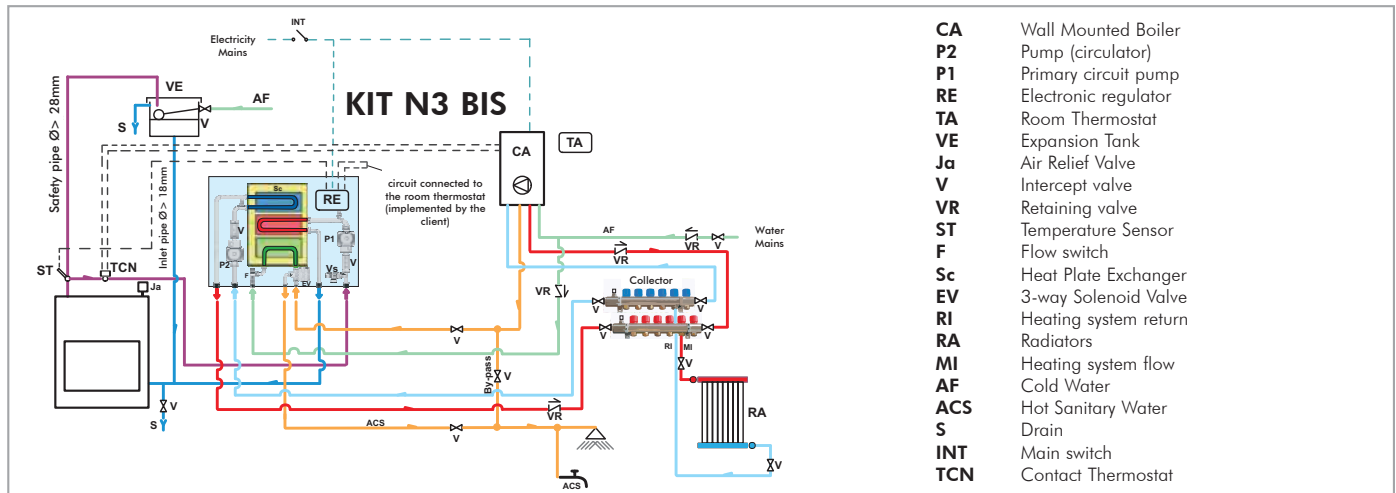 INT
Electricity
Mains
Safety pipe Ø> 28mm
VE
AF
V
S
KIT N3 BIS
CA
TA
Inlet pipe Ø> 18mm
Sc
RE
circuit connected to
the room thermostat
(implemented by the
client)
V
P1
P2
V
Vs
F
EV
ST
TCN
Ja
AF
VR
V
Water
Mains
VR
VR
Collector
V
V
V
V
RI
MI
V
V
By-pass
V
VR
RA
ACS
V
V
S
V
ACS
CA Wall Mounted Boiler
P2 Pump (circulator)
P1 Primary circuit pump
RE Electronic regulator
TA Room Thermostat
VE Expansion Tank
Ja Air Relief Valve
V Intercept valve
VR Retaining valve
ST Temperature Sensor
F Flow switch
Sc Heat Plate Exchanger
EV 3-way Solenoid Valve
RI Heating system return
RA Radiators
MI Heating system flow
AF Cold Water
ACS Hot Sanitary Water
S Drain
INT Main switch
TCN Contact Thermostat